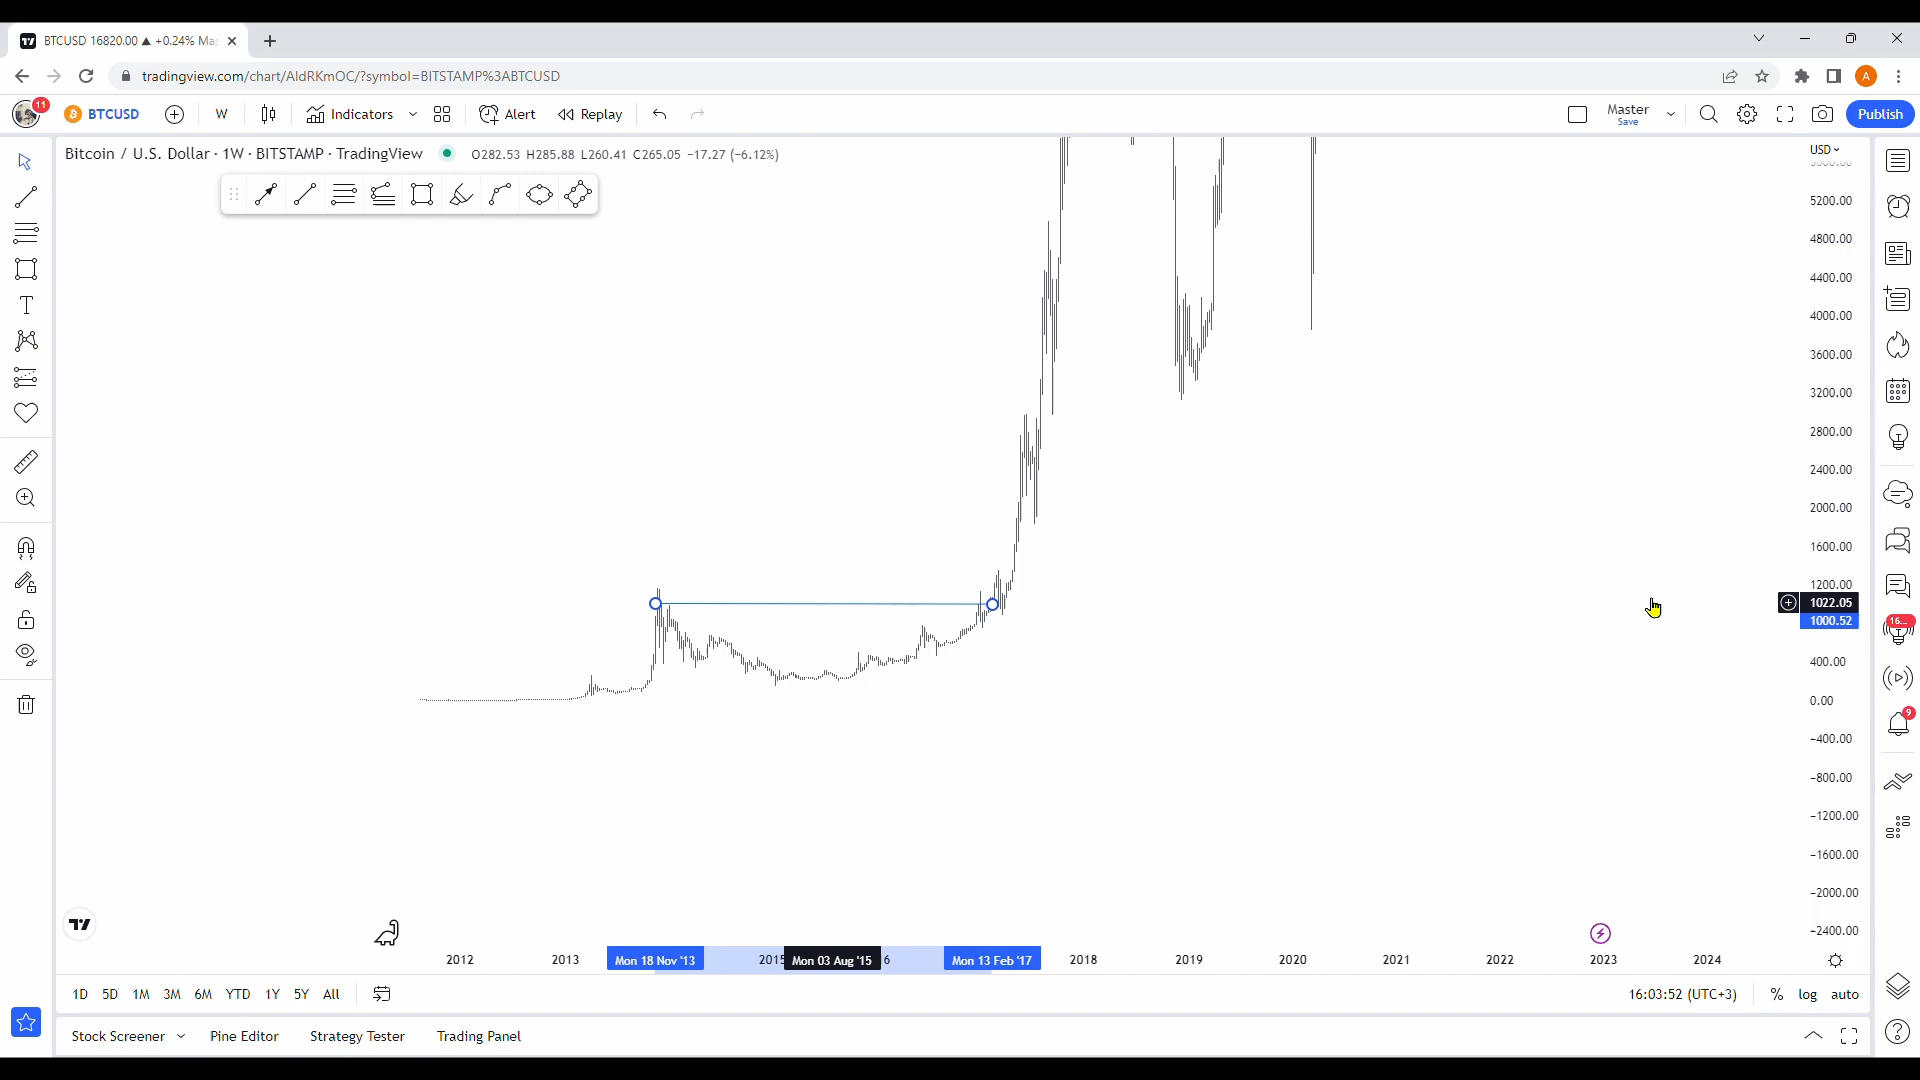 BTCUSD 16820.00 ▲ +0.24% Mas
tradingview.com/chart/AldRKmOC/?symbol=BITSTAMP%3ABTCUSD
A
11
BTCUSD
W
Indicators
Alert
Replay
Master
Save
Publish
Bitcoin / U.S. Dollar · 1W · BITSTAMP · TradingView
O282.53 H285.88 L260.41 C265.05 −17.27 (−6.12%)
USD
5600.00
5200.00
4800.00
4400.00
4000.00
3600.00
3200.00
2800.00
2400.00
2000.00
1600.00
1200.00
1022.05
1000.52
16...
400.00
0.00
9
−400.00
−800.00
−1200.00
−1600.00
−2000.00
−2400.00
2012
2013
Mon 18 Nov '13
2015
Mon 03 Aug '15
6
Mon 13 Feb '17
2018
2019
2020
2021
2022
2023
2024
1D 5D 1M 3M 6M YTD 1Y 5Y All
16:03:52 (UTC+3)
% log auto
Stock Screener
Pine Editor
Strategy Tester
Trading Panel